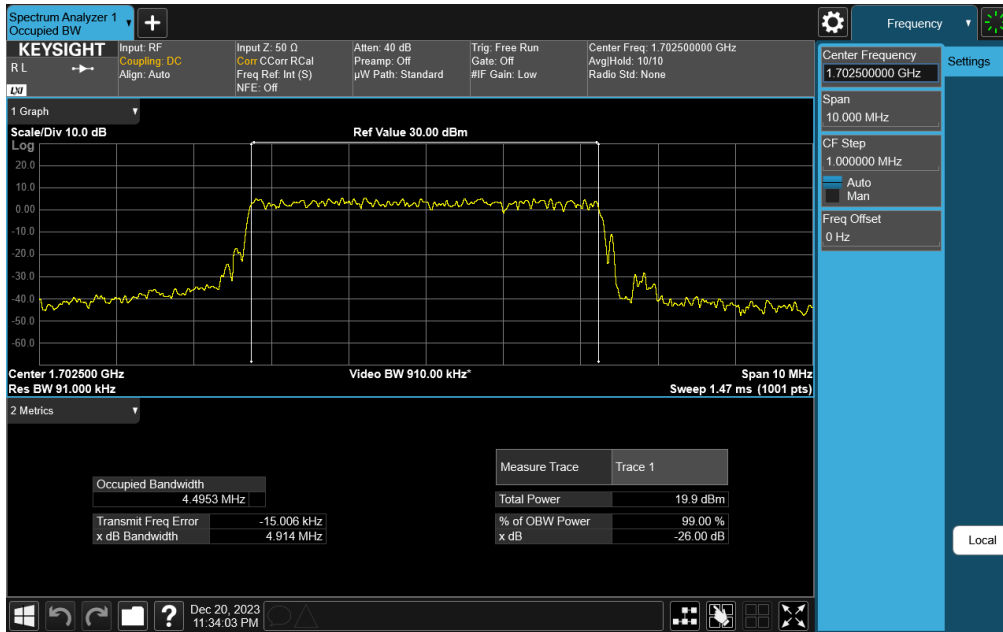 Spectrum Analyzer 1
Occupied BW
Frequency
KEYSIGHT
R L
LXI
Input: RF
Coupling: DC
Align: Auto
Input Z: 50 Ω
Corr CCorr RCal
Freq Ref: Int (S)
NFE: Off
Atten: 40 dB
Preamp: Off
µW Path: Standard
Trig: Free Run
Gate: Off
#IF Gain: Low
Center Freq: 1.702500000 GHz
Avg|Hold: 10/10
Radio Std: None
Center Frequency
1.702500000 GHz
Settings
Span
10.000 MHz
CF Step
1.000000 MHz
Auto
Man
Freq Offset
0 Hz
Local
1 Graph
Scale/Div 10.0 dB
Ref Value 30.00 dBm
Log
20.0
10.0
0.00
-10.0
-20.0
-30.0
-40.0
-50.0
-60.0
Center 1.702500 GHz
Video BW 910.00 kHz*
Span 10 MHz
Res BW 91.000 kHz
Sweep 1.47 ms (1001 pts)
2 Metrics
Measure Trace Trace 1
Occupied Bandwidth
4.4953 MHz
Total Power 19.9 dBm
Transmit Freq Error -15.006 kHz
% of OBW Power 99.00 %
x dB Bandwidth 4.914 MHz
x dB -26.00 dB
?
Dec 20, 2023
11:34:03 PM